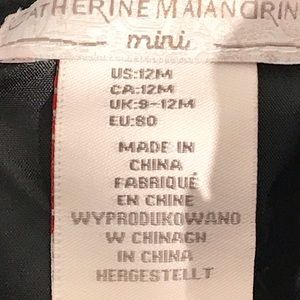 CATHERINE MALANDRIN
mini
US:12M
CA:12M
UK:9-12M
EU:80
MADE IN
CHINA
FABRIQUÉ
EN CHINE
WYPRODUKOWANO
W CHINACH
IN CHINA
HERGESTELLT